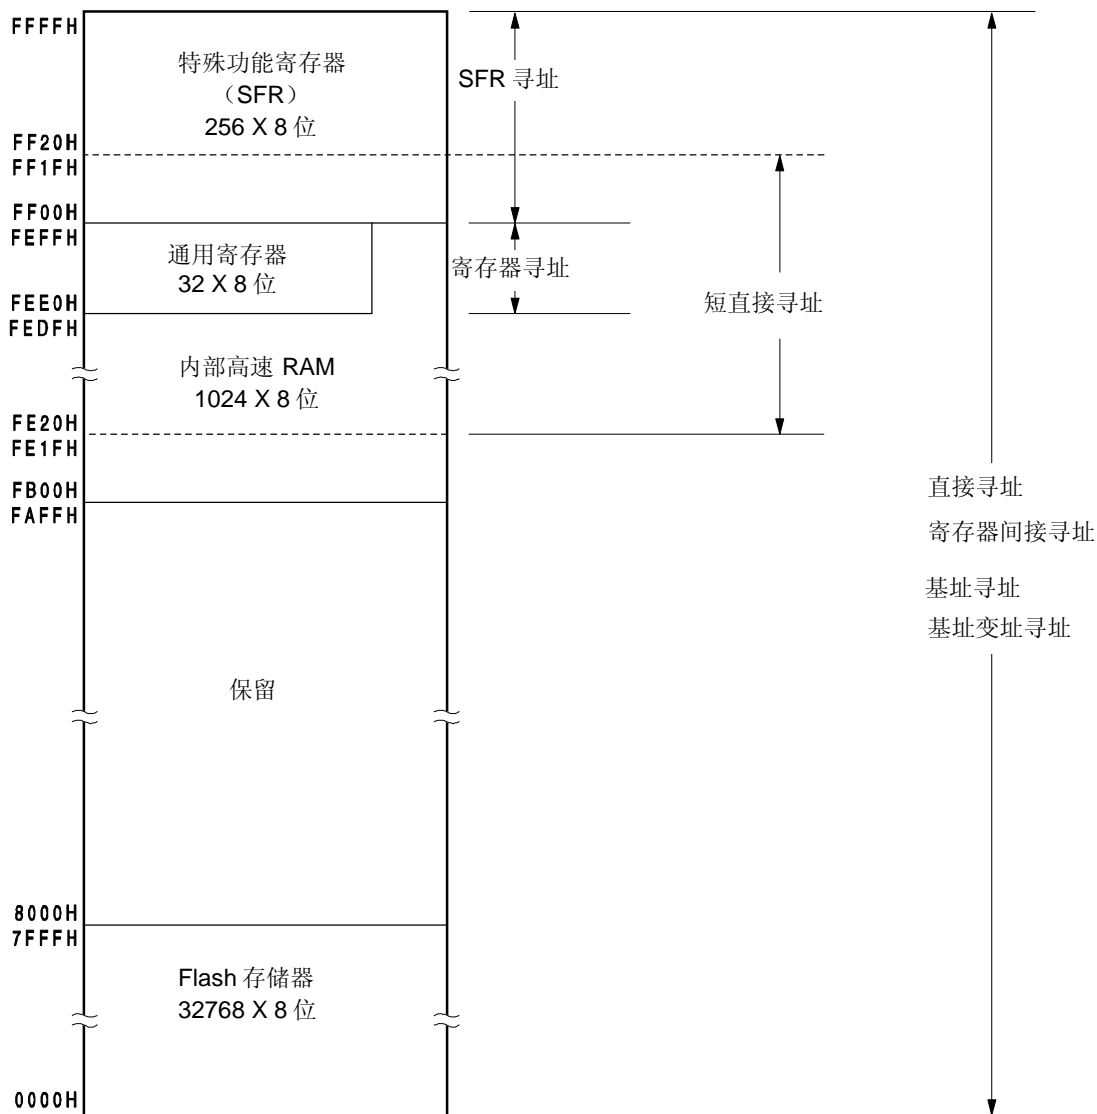 FFFFH
特殊功能寄存器
（SFR）
256 X 8 位
SFR 寻址
FF20H
FF1FH
FF00H
FEFFH
通用寄存器
32 X 8 位
寄存器寻址
FEE0H
FEDFH
短直接寻址
内部高速 RAM
1024 X 8 位
FE20H
FE1FH
FB00H
FAFFH
直接寻址
寄存器间接寻址
基址寻址
基址变址寻址
保留
8000H
7FFFH
Flash 存储器
32768 X 8 位
0000H